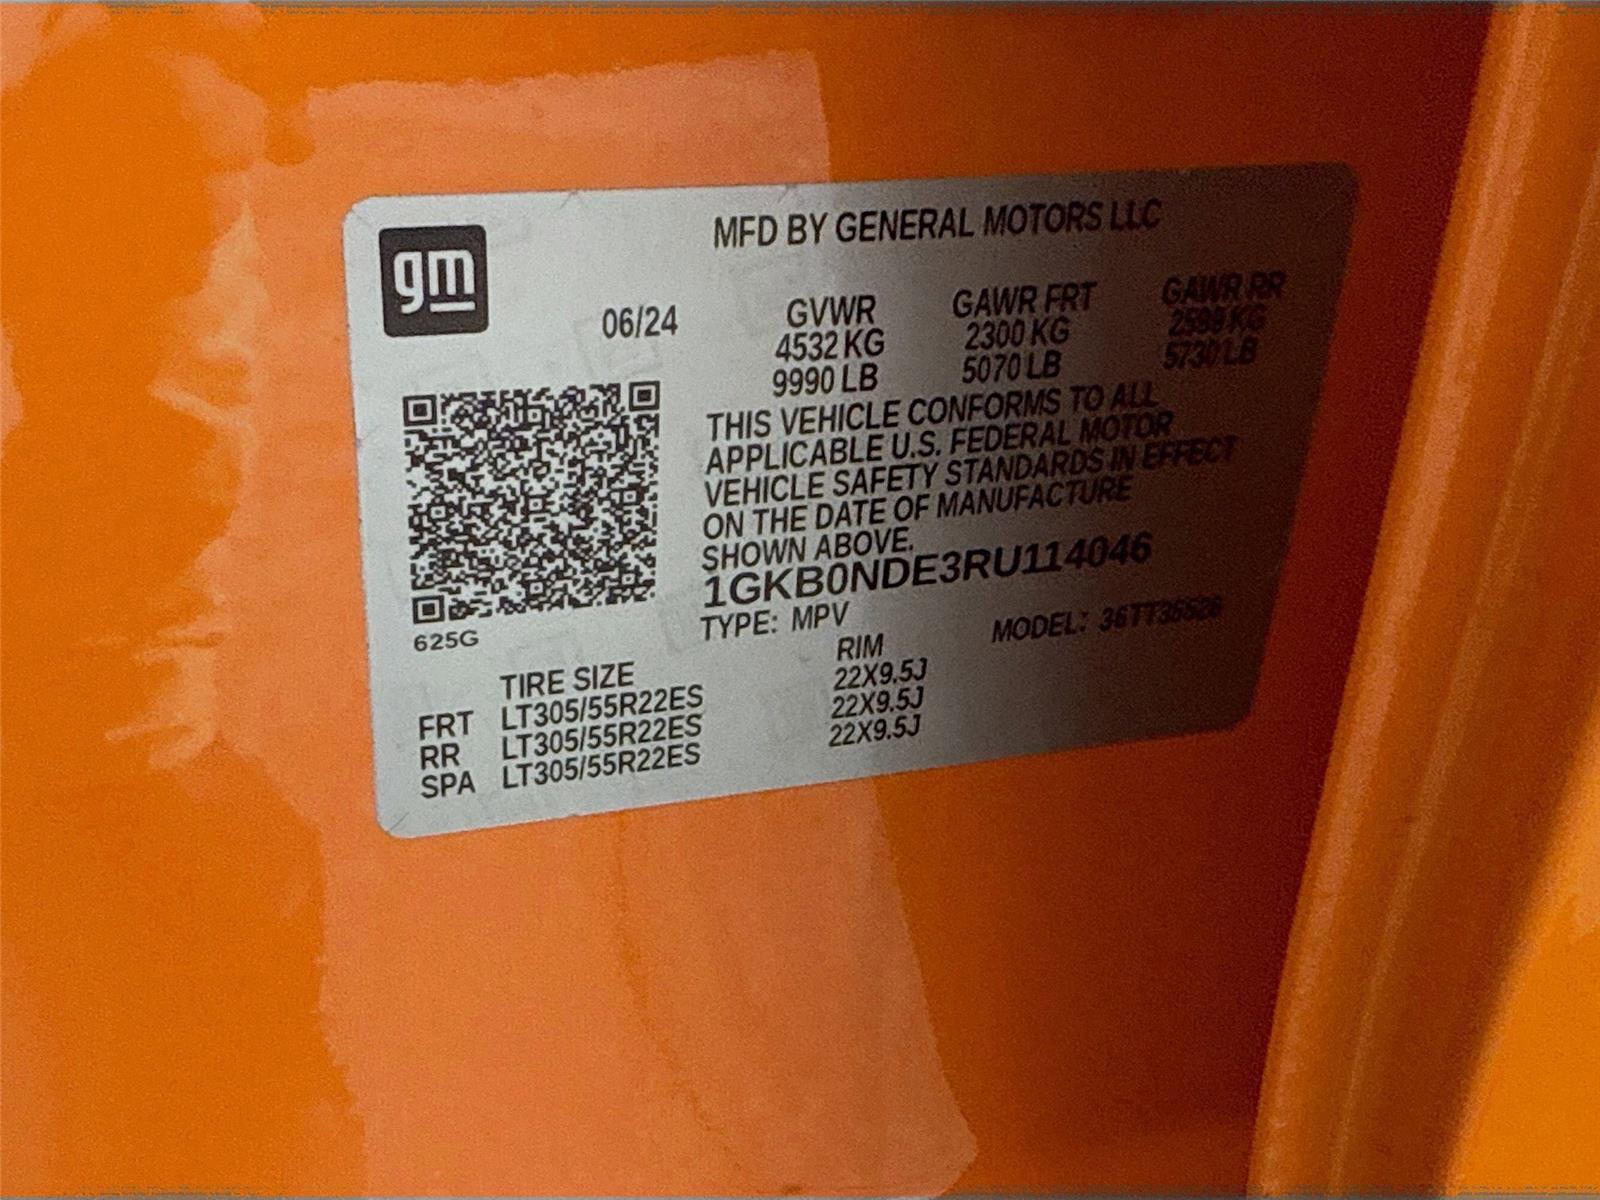 gm
MFD BY GENERAL MOTORS LLC
06/24
GVWR GAWR FRT GAWR RR
4532 KG 2300 KG 2599 KG
9990 LB 5070 LB 5730 LB
THIS VEHICLE CONFORMS TO ALL
APPLICABLE U.S. FEDERAL MOTOR
VEHICLE SAFETY STANDARDS IN EFFECT
ON THE DATE OF MANUFACTURE
SHOWN ABOVE.
1GKB0NDE3RU114046
TYPE: MPV MODEL:
625G
TIRE SIZE RIM
FRT LT305/55R22ES 22X9.5J
RR LT305/55R22ES 22X9.5J
SPA LT305/55R22ES 22X9.5J